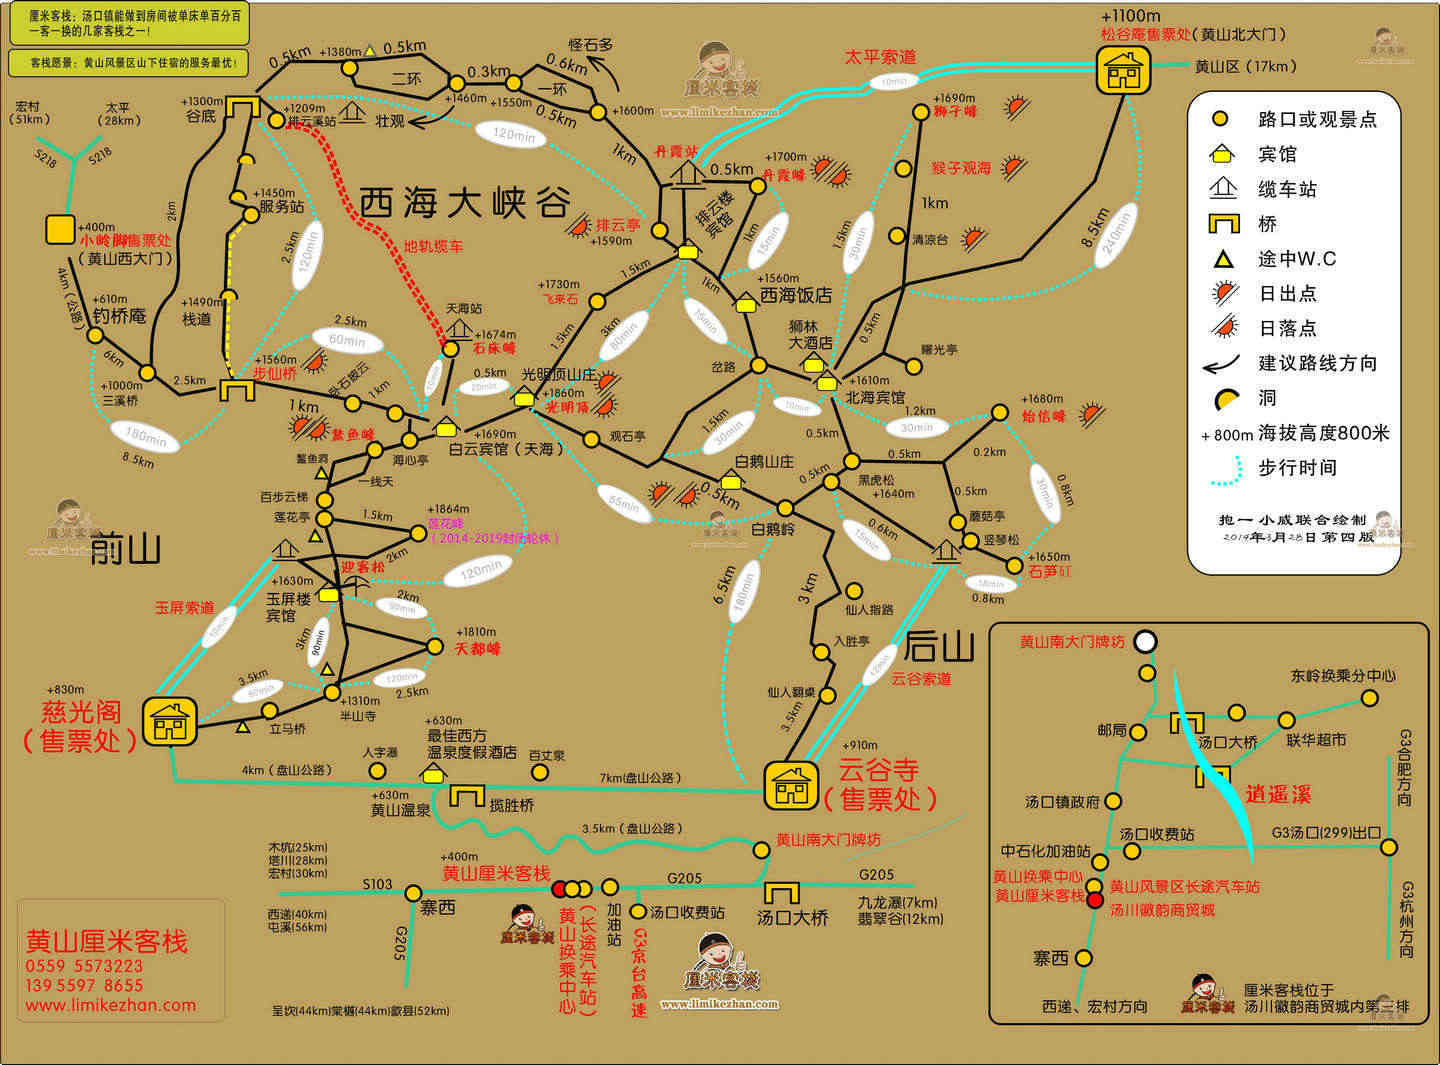 厘米客栈：汤口镇能做到房间被单床单百分百
一客一换的几家客栈之一！
客栈愿景：黄山风景区山下住宿的服务最优！
+1100m
松谷庵售票处(黄山北大门)
黄山区（17km）
太平索道
10min
怪石多
0.5km
+1380m
0.5km
二环
0.3km
+1460m
+1550m
一环
0.6km
0.5km
+1600m
壮观
+1300m
谷底
+1209m
排云溪站
120min
1km
宏村
(51km)
太平
(28km)
S218
S218
+400m
小岭脚售票处
(黄山西大门)
4km(公路)
+610m
钓桥庵
6km
+1000m
三溪桥
2.5km
180min
8.5km
2km
+1450m
服务站
2.5km
120min
+1490m
栈道
+1560m
步仙桥
西海大峡谷
地轨缆车
天海站
+1674m
石床峰
2.5km
60min
卧石披云
1km
1km
鳌鱼峰
10min
0.5km
20min
光明顶山庄
+1860m
光明顶
+1690m
白云宾馆（天海）
海心亭
鳌鱼洞
一线天
百步云梯
莲花亭
1.5km
+1864m
莲花峰
（2014-2019封闭轮休）
2km
迎客松
120min
前山
玉屏索道
10min
+1630m
玉屏楼
宾馆
3km
90min
2km
90min
+1810m
天都峰
120min
2.5km
+1310m
半山寺
3.5km
60min
立马桥
+830m
慈光阁
（售票处）
丹霞站
0.5km
+1700m
丹霞峰
排云楼
宾馆
1km
15min
排云亭
+1590m
1.5km
+1730m
飞来石
1.5km
3km
80min
15min
1km
+1560m
西海饭店
+1690m
狮子峰
猴子观海
1km
清凉台
1.5km
30min
8.5km
240min
狮林
大酒店
0.5km
曙光亭
岔路
+1610m
北海宾馆
10min
1.5km
30min
观石亭
55min
白鹅山庄
0.5km
白鹅岭
0.5km
0.5km
黑虎松
+1640m
1.2km
30min
+1680m
始信峰
0.5km
0.2km
0.5km
30min
0.8km
蘑菇亭
竖琴松
+1650m
石笋矼
18min
0.8km
0.6km
15min
6.5km
180min
3km
仙人指路
入胜亭
仙人翻桌
3.5km
后山
云谷索道
12min
+910m
云谷寺
（售票处）
4km（盘山公路）
人字瀑
+630m
最佳西方
温泉度假酒店
百丈泉
+630m
黄山温泉
揽胜桥
7km(盘山公路)
3.5km（盘山公路）
黄山南大门牌坊
木坑(25km)
塔川(28km)
宏村(30km)
S103
西递(40km)
屯溪(56km)
寨西
G205
+400m
黄山厘米客栈
黄山换乘中心
(长途汽车站)
加油站
G205
汤口收费站
G3京台高速
汤口大桥
G205
九龙瀑(7km)
翡翠谷(12km)
呈坎(44km)棠樾(44km)歙县(52km)
厘米客栈
www.limikezhan.com
黄山厘米客栈
0559 5573223
139 5597 8655
www.limikezhan.com
路口或观景点
宾馆
缆车站
桥
途中W.C
日出点
日落点
建议路线方向
洞
+800m 海拔高度800米
步行时间
抱一 小威联合绘制
2014年3月28日第四版
黄山南大门牌坊
东岭换乘分中心
邮局
汤口大桥
联华超市
G3合肥方向
逍遥溪
汤口镇政府
汤口收费站
G3汤口(299)出口
中石化加油站
黄山换乘中心
黄山厘米客栈
黄山风景区长途汽车站
汤川徽韵商贸城
G3杭州方向
寨西
西递、宏村方向
厘米客栈
厘米客栈位于
汤川徽韵商贸城内第三排